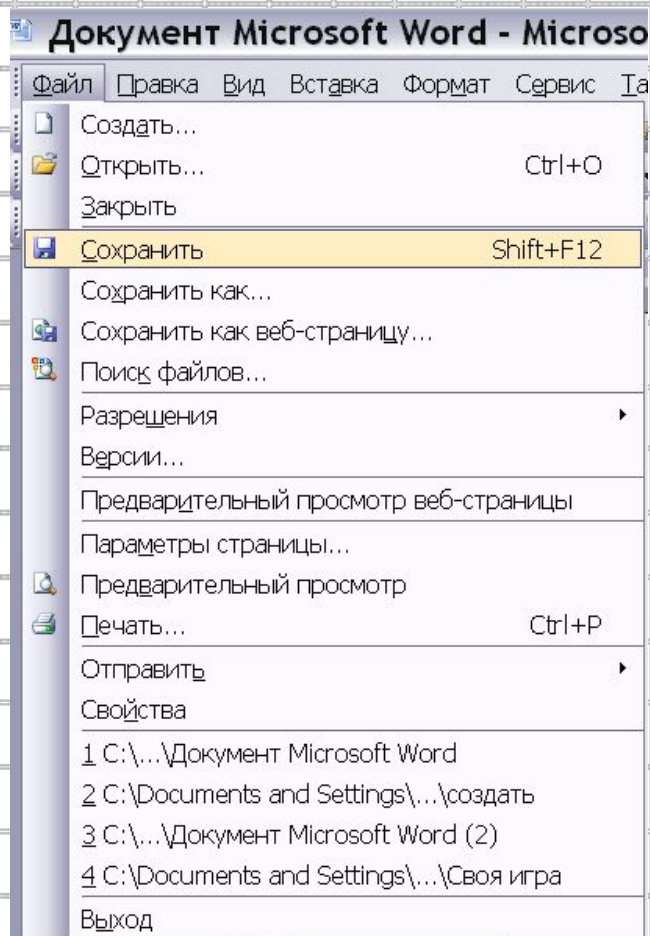 Документ Microsoft Word - Microso
Файл Правка Вид Вставка Формат Сервис Та
Создать...
Открыть... Ctrl+O
Закрыть
Сохранить Shift+F12
Сохранить как...
Сохранить как веб-страницу...
Поиск файлов...
Разрешения
Версии...
Предварительный просмотр веб-страницы
Параметры страницы...
Предварительный просмотр
Печать... Ctrl+P
Отправить
Свойства
1 C:\...\Документ Microsoft Word
2 C:\Documents and Settings\...\создать
3 C:\...\Документ Microsoft Word (2)
4 C:\Documents and Settings\...\Своя игра
Выход